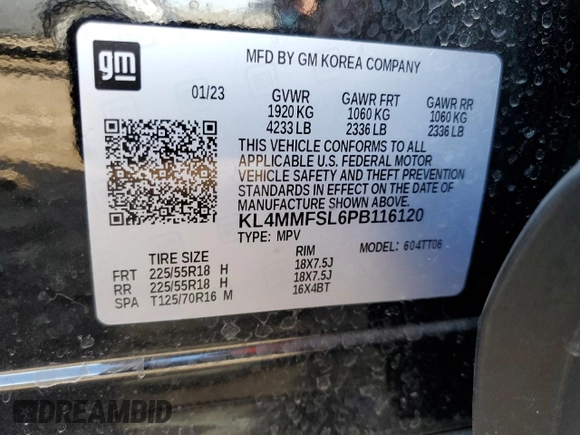 gm
MFD BY GM KOREA COMPANY
01/23 GVWR GAWR FRT GAWR RR
1920 KG 1060 KG 1060 KG
4233 LB 2336 LB 2336 LB
THIS VEHICLE CONFORMS TO ALL
APPLICABLE U.S. FEDERAL MOTOR
VEHICLE SAFETY AND THEFT PREVENTION
STANDARDS IN EFFECT ON THE DATE OF
MANUFACTURE SHOWN ABOVE.
KL4MMFSL6PB116120
TYPE: MPV MODEL: 604TT06
TIRE SIZE RIM
FRT 225/55R18 H 18X7.5J
RR 225/55R18 H 18X7.5J
SPA T125/70R16 M 16X4BT
DREAMBID